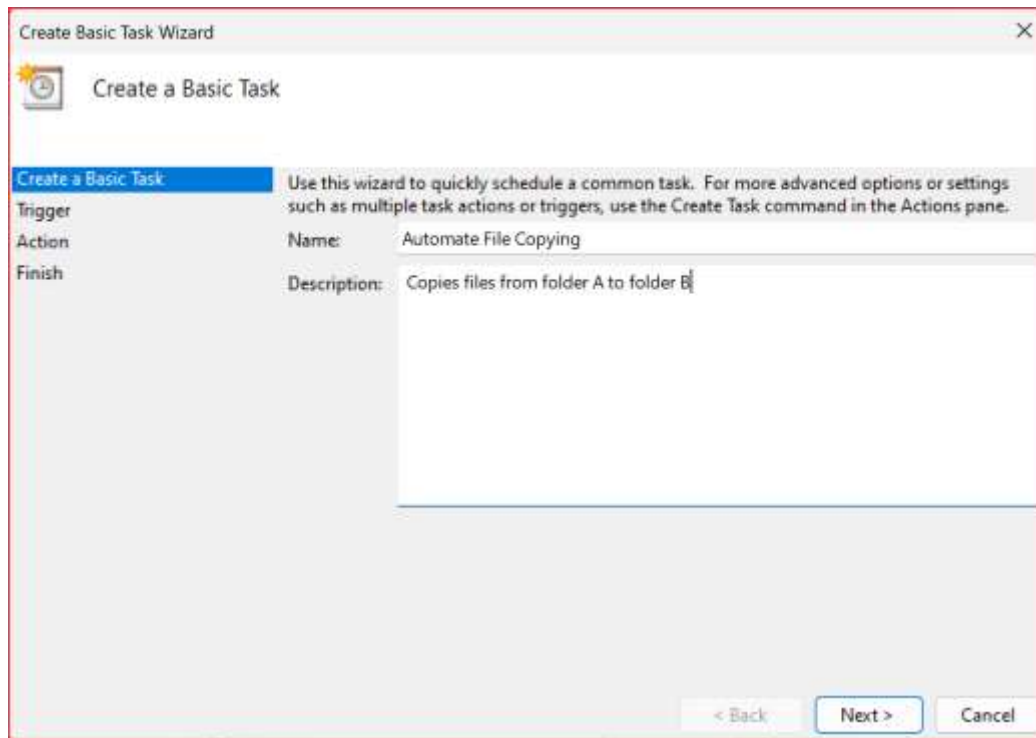 Create Basic Task Wizard
Create a Basic Task
Create a Basic Task
Trigger
Action
Finish
Use this wizard to quickly schedule a common task. For more advanced options or settings
such as multiple task actions or triggers, use the Create Task command in the Actions pane.
Name: Automate File Copying
Description: Copies files from folder A to folder B
< Back Next > Cancel